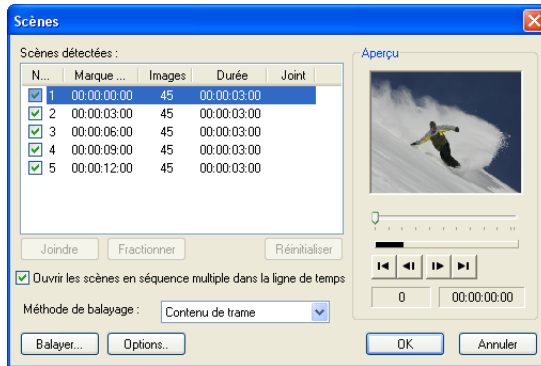 Scènes
Scènes détectées :
N... Marque ... Images Durée Joint
1 00:00:00:00 45 00:00:03:00
2 00:00:03:00 45 00:00:03:00
3 00:00:06:00 45 00:00:03:00
4 00:00:09:00 45 00:00:03:00
5 00:00:12:00 45 00:00:03:00
Joindre Fractionner Réinitialiser
Ouvrir les scènes en séquence multiple dans la ligne de temps
Méthode de balayage : Contenu de trame
Balayer... Options..
Aperçu
0 00:00:00:00
OK Annuler